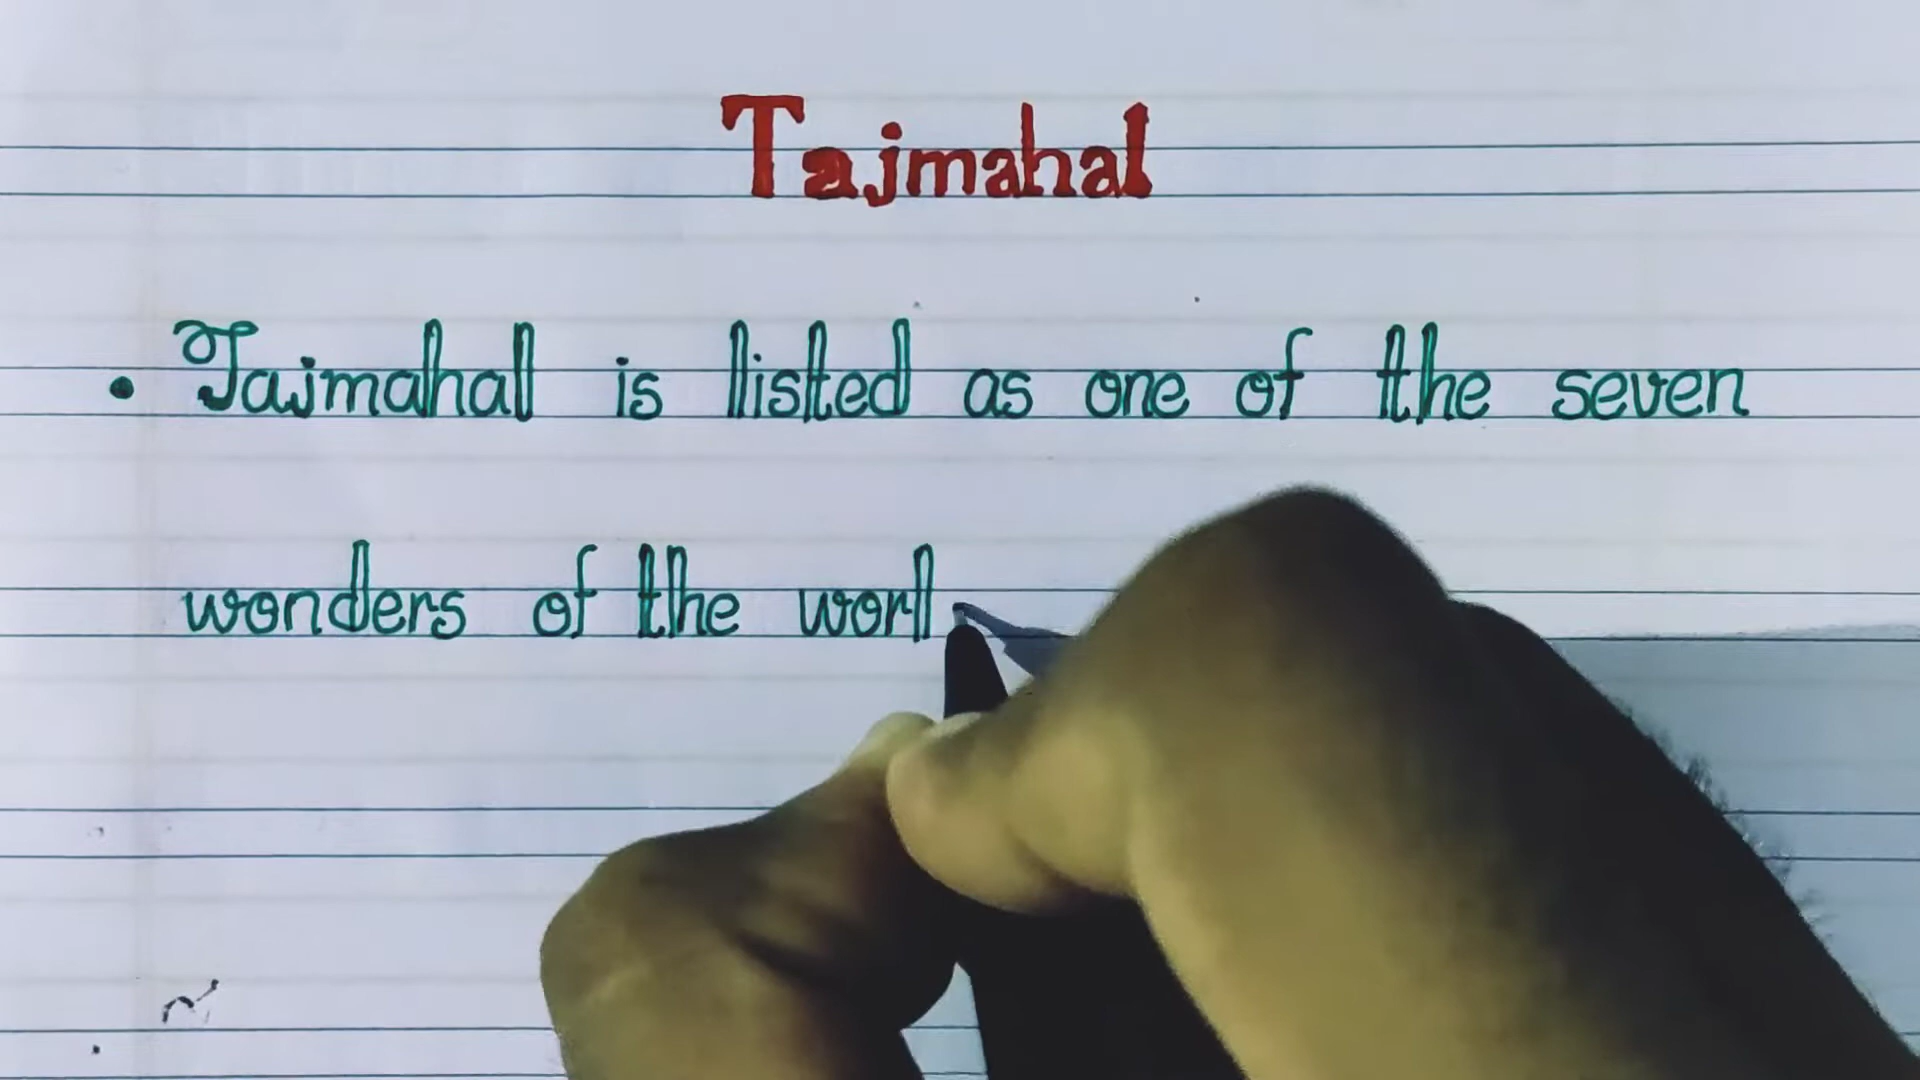 Tajmahal
• Tajmahal is listed as one of the seven
wonders of the worl